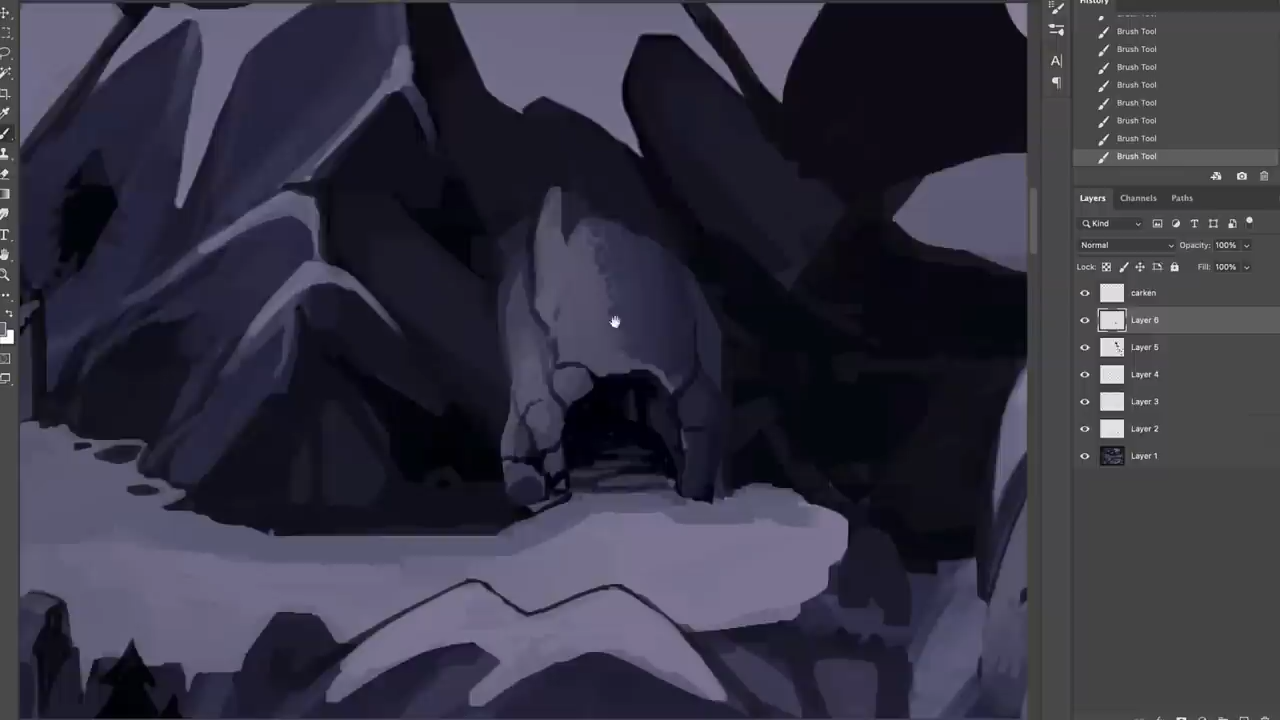 History
Brush Tool
Brush Tool
Brush Tool
Brush Tool
Brush Tool
Brush Tool
Brush Tool
Brush Tool
Brush Tool
Layers Channels Paths
Kind
Normal Opacity: 100%
Lock: Fill: 100%
carken
Layer 6
Layer 5
Layer 4
Layer 3
Layer 2
Layer 1